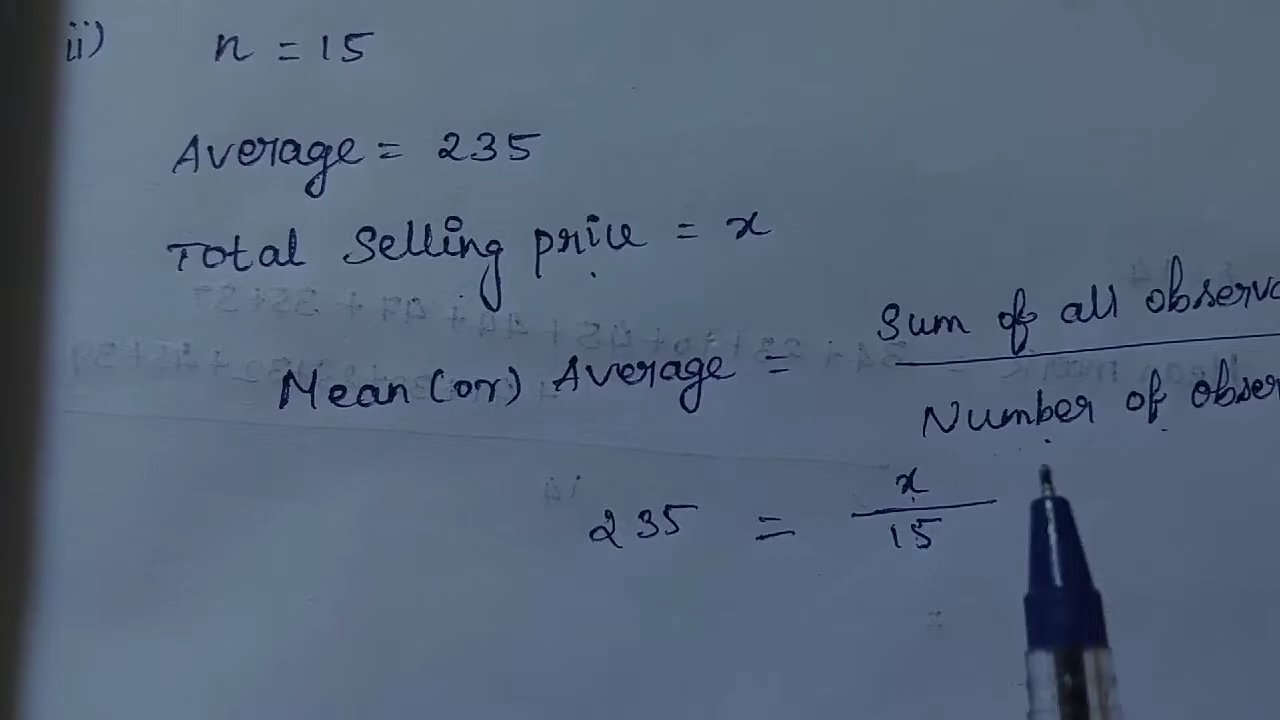 ii) n = 15
Average = 235
Total Selling price = x
Mean (or) Average = Sum of all observa
Number of obser
235 = x
15